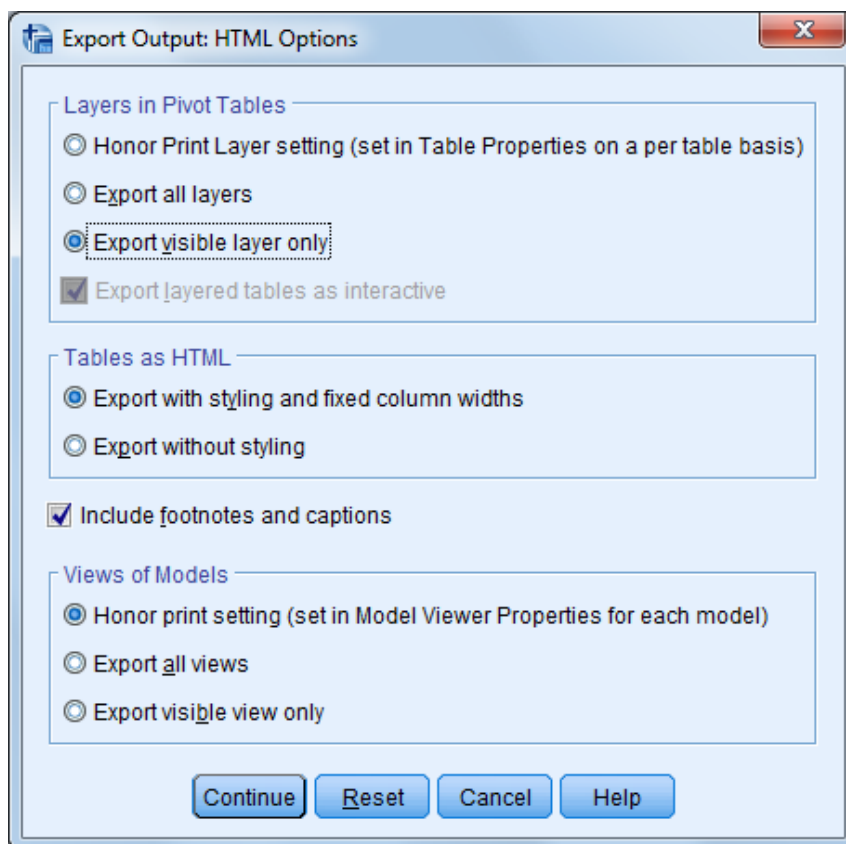 Export Output: HTML Options
Layers in Pivot Tables
Honor Print Layer setting (set in Table Properties on a per table basis)
Export all layers
Export visible layer only
Export layered tables as interactive
Tables as HTML
Export with styling and fixed column widths
Export without styling
Include footnotes and captions
Views of Models
Honor print setting (set in Model Viewer Properties for each model)
Export all views
Export visible view only
Continue Reset Cancel Help